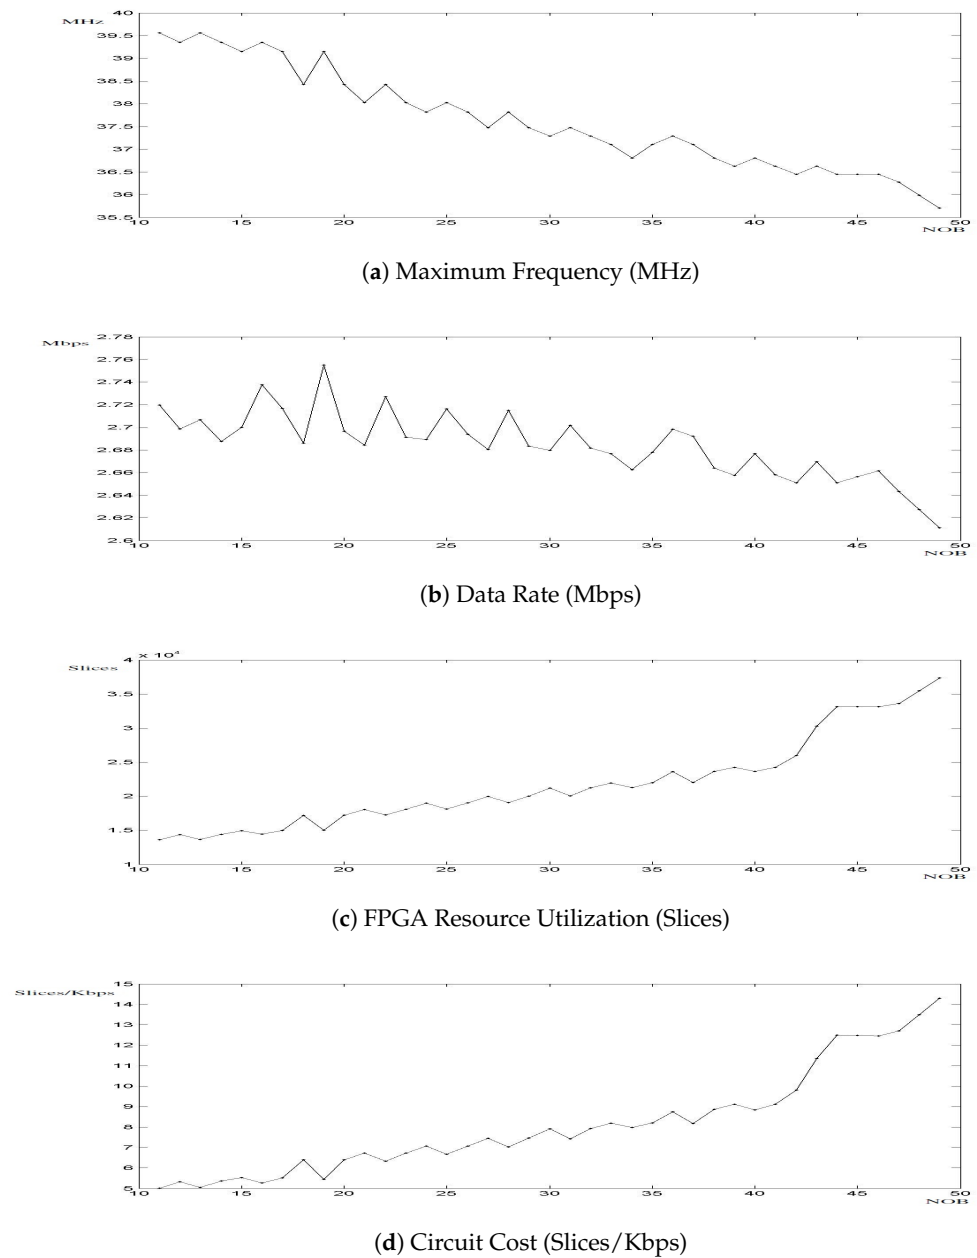 40
MHz
39.5
39
38.5
38
37.5
37
36.5
36
35.5
10 15 20 25 30 35 40 45 50
NOB
(a) Maximum Frequency (MHz)
2.78
Mbps
2.76
2.74
2.72
2.7
2.68
2.66
2.64
2.62
2.6
10 15 20 25 30 35 40 45 50
NOB
(b) Data Rate (Mbps)
4 x 10⁴
Slices
3.5
3
2.5
2
1.5
1
10 15 20 25 30 35 40 45 50
NOB
(c) FPGA Resource Utilization (Slices)
15
Slices/Kbps
14
13
12
11
10
9
8
7
6
5
10 15 20 25 30 35 40 45 50
NOB
(d) Circuit Cost (Slices/Kbps)